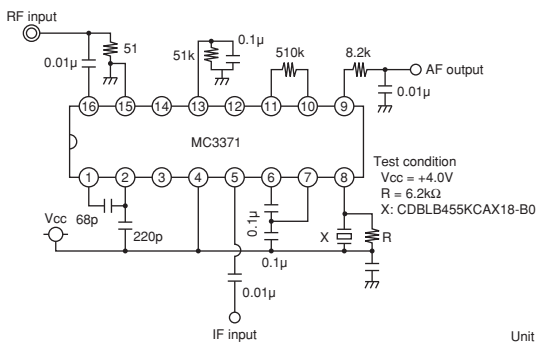 RF input
0.01µ
51
51k
0.1µ
510k
8.2k
AF output
0.01µ
16 15 14 13 12 11 10 9
MC3371
1 2 3 4 5 6 7 8
Test condition
Vcc = +4.0V
R = 6.2kΩ
X: CDBLB455KCAX18-B0
Vcc
68p
220p
0.1µ
0.1µ
X
R
0.01µ
IF input
Unit